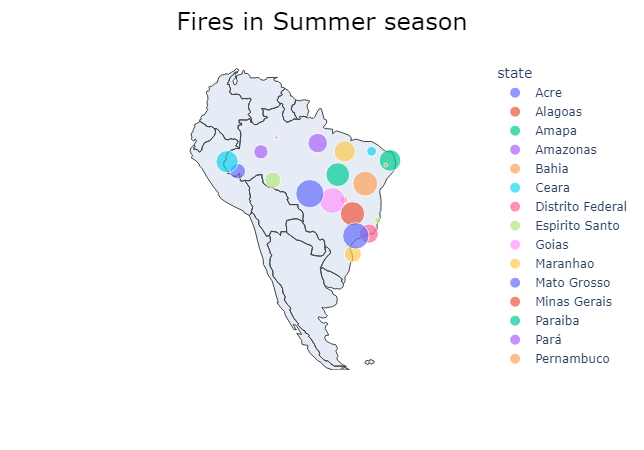 Fires in Summer season
state
Acre
Alagoas
Amapa
Amazonas
Bahia
Ceara
Distrito Federal
Espirito Santo
Goias
Maranhao
Mato Grosso
Minas Gerais
Paraiba
Pará
Pernambuco